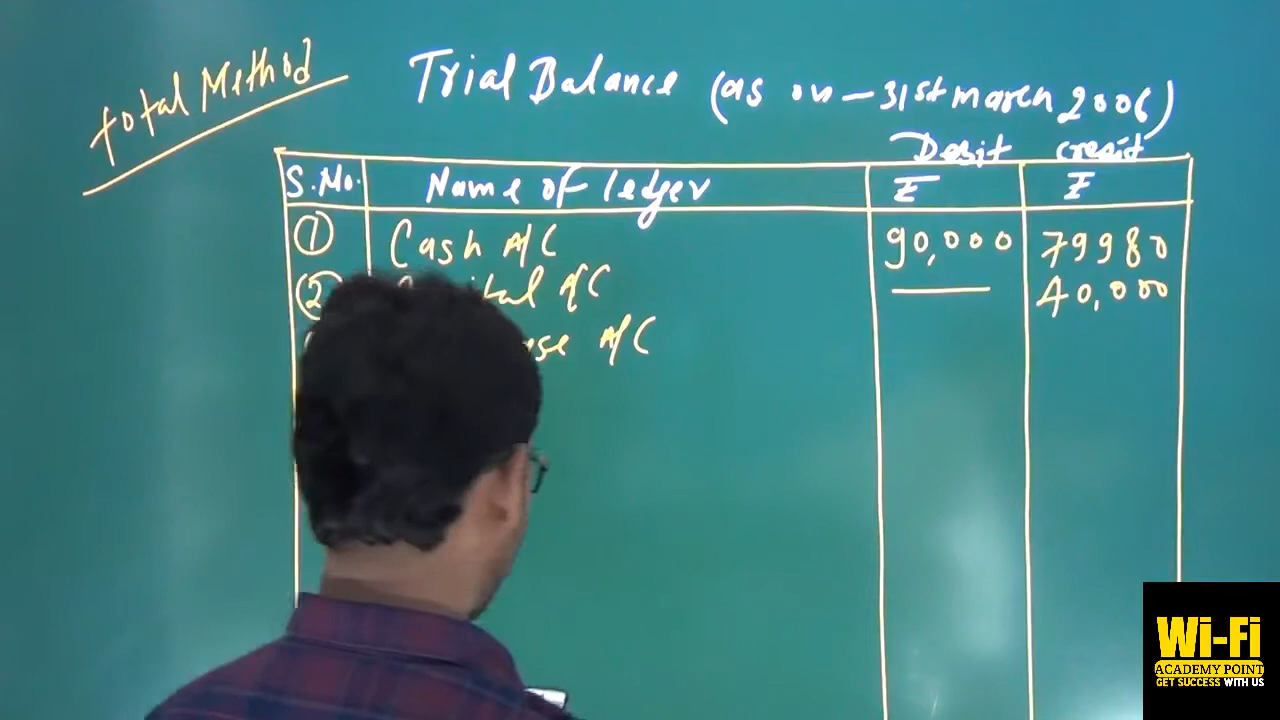 total Method
Trial Balance (as on - 31st march 2006)
Debit credit
S.No. Name of ledger ₹ ₹
① Cash A/C 90,000 79980
② A/C — 40,000
A/C
Wi-Fi
ACADEMY POINT
GET SUCCESS WITH US